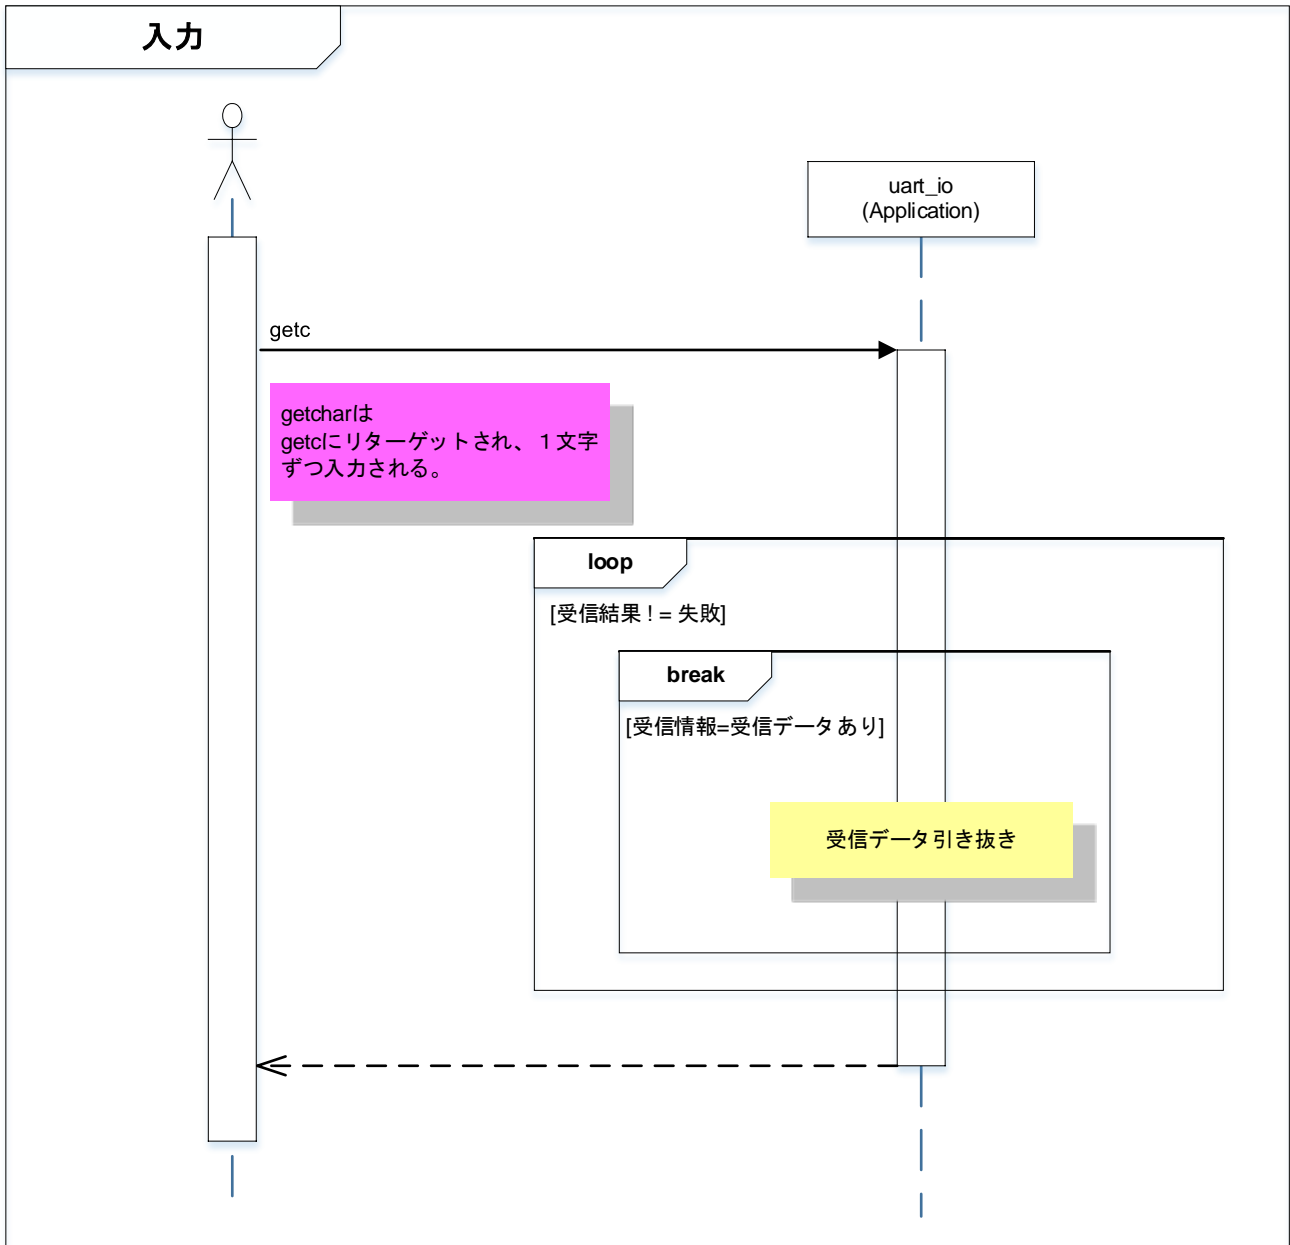 入力
uart_io
(Application)
getc
getcharは
getcにリターゲットされ、１文字
ずつ入力される。
loop
[受信結果 != 失敗]
break
[受信情報=受信データあり]
受信データ引き抜き